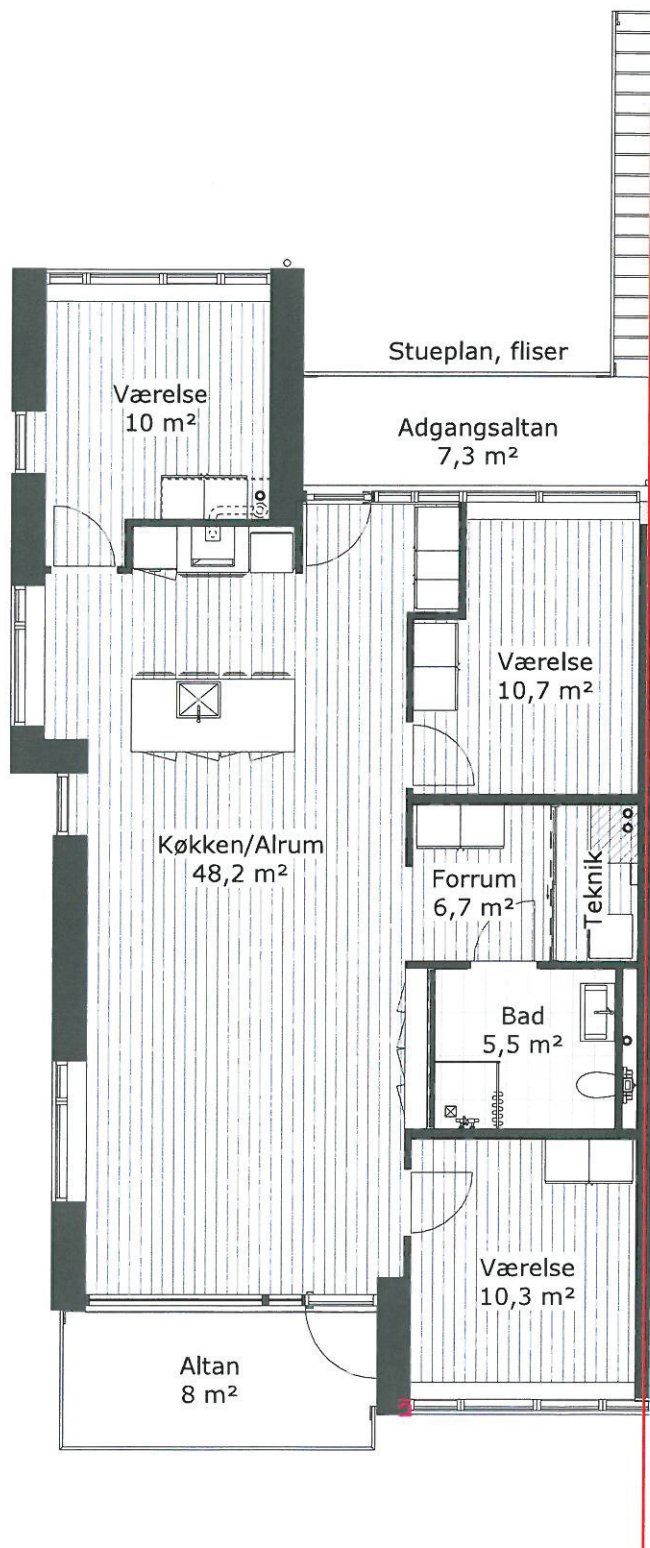 Stueplan, fliser
Værelse
10 m²
Adgangsaltan
7,3 m²
Værelse
10,7 m²
Køkken/Alrum
48,2 m²
Forrum
6,7 m²
Teknik
Bad
5,5 m²
Værelse
10,3 m²
Altan
8 m²